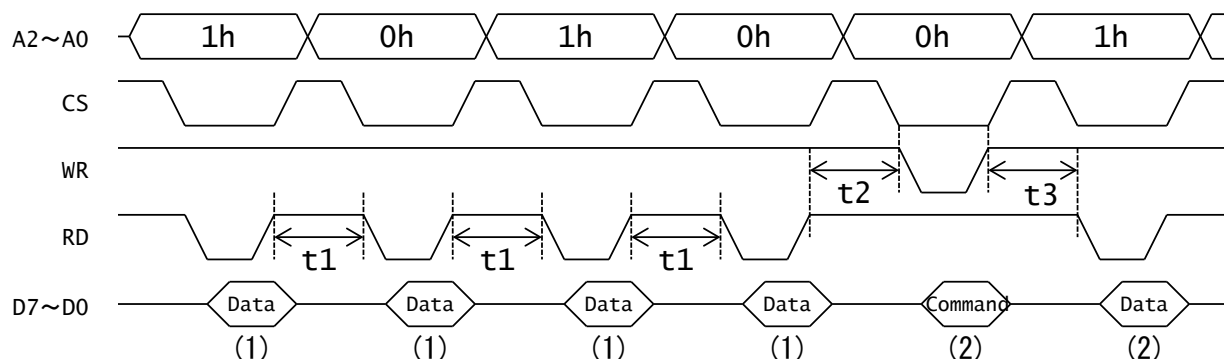 A2～A0 1h 0h 1h 0h 0h 1h
CS
WR
t2 t3
RD
t1 t1 t1
D7～D0 Data Data Data Data Command Data
(1) (1) (1) (1) (2) (2)